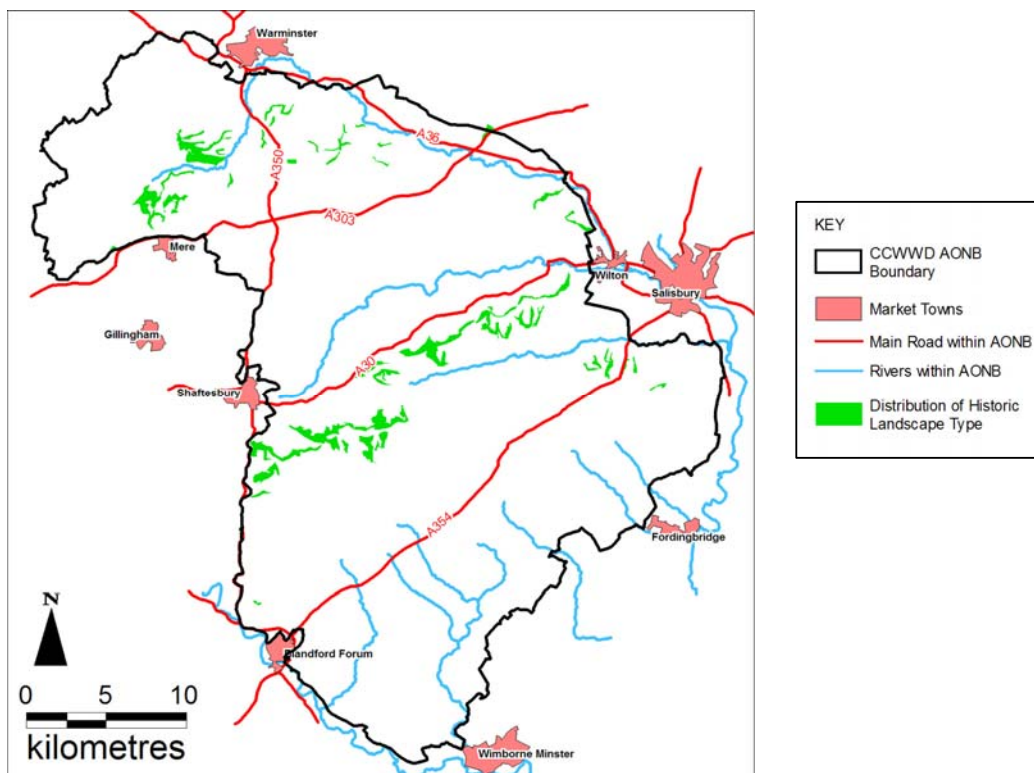 Warminster
A36
A350
A303
Mere
Wilton
Salisbury
Gillingham
A30
Shaftesbury
A354
Fordingbridge
N
Blandford Forum
0 5 10
kilometres
Wimborne Minster
KEY
CCWWD AONB
Boundary
Market Towns
Main Road within AONB
Rivers within AONB
Distribution of Historic
Landscape Type